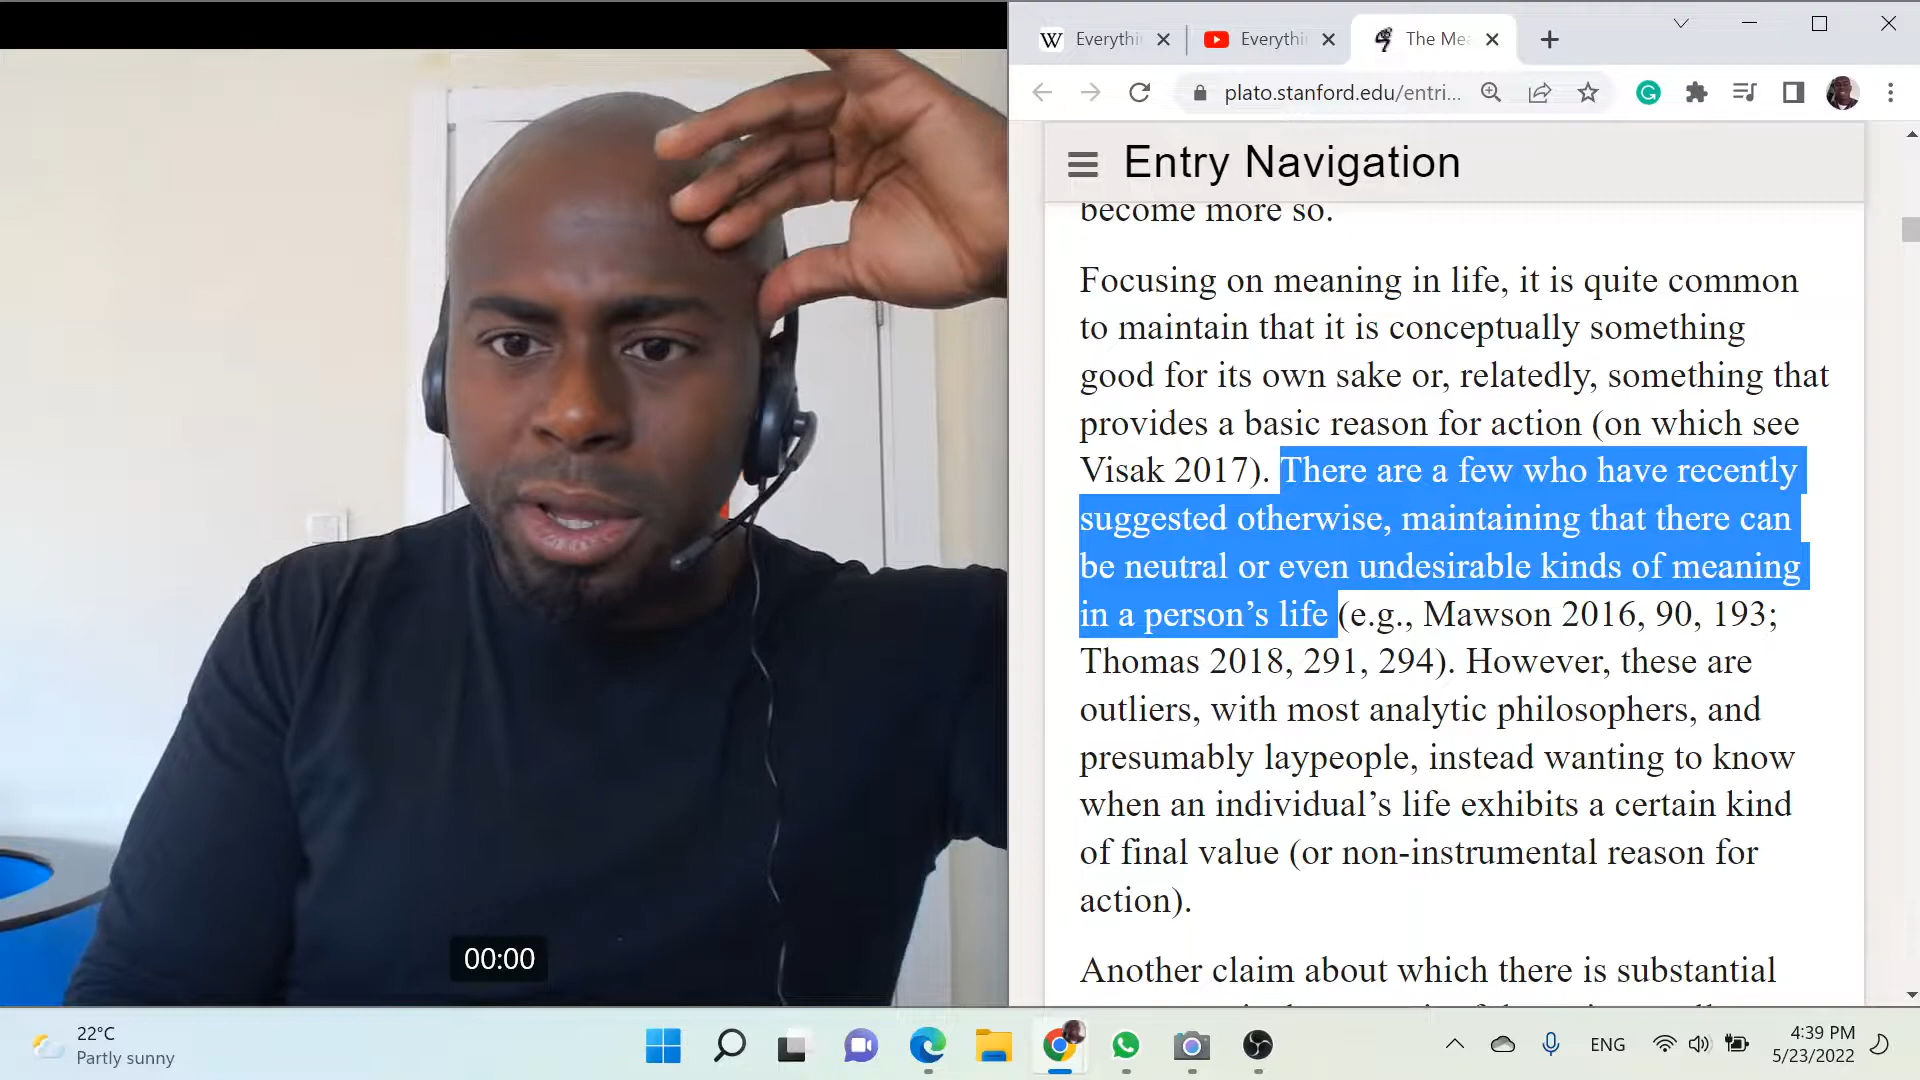 Everythi
Everythi
The Mea
plato.stanford.edu/entri...
Entry Navigation
become more so.
Focusing on meaning in life, it is quite common
to maintain that it is conceptually something
good for its own sake or, relatedly, something that
provides a basic reason for action (on which see
Visak 2017). There are a few who have recently
suggested otherwise, maintaining that there can
be neutral or even undesirable kinds of meaning
in a person’s life (e.g., Mawson 2016, 90, 193;
Thomas 2018, 291, 294). However, these are
outliers, with most analytic philosophers, and
presumably laypeople, instead wanting to know
when an individual’s life exhibits a certain kind
of final value (or non-instrumental reason for
action).
Another claim about which there is substantial
00:00
22°C
Partly sunny
ENG
4:39 PM
5/23/2022